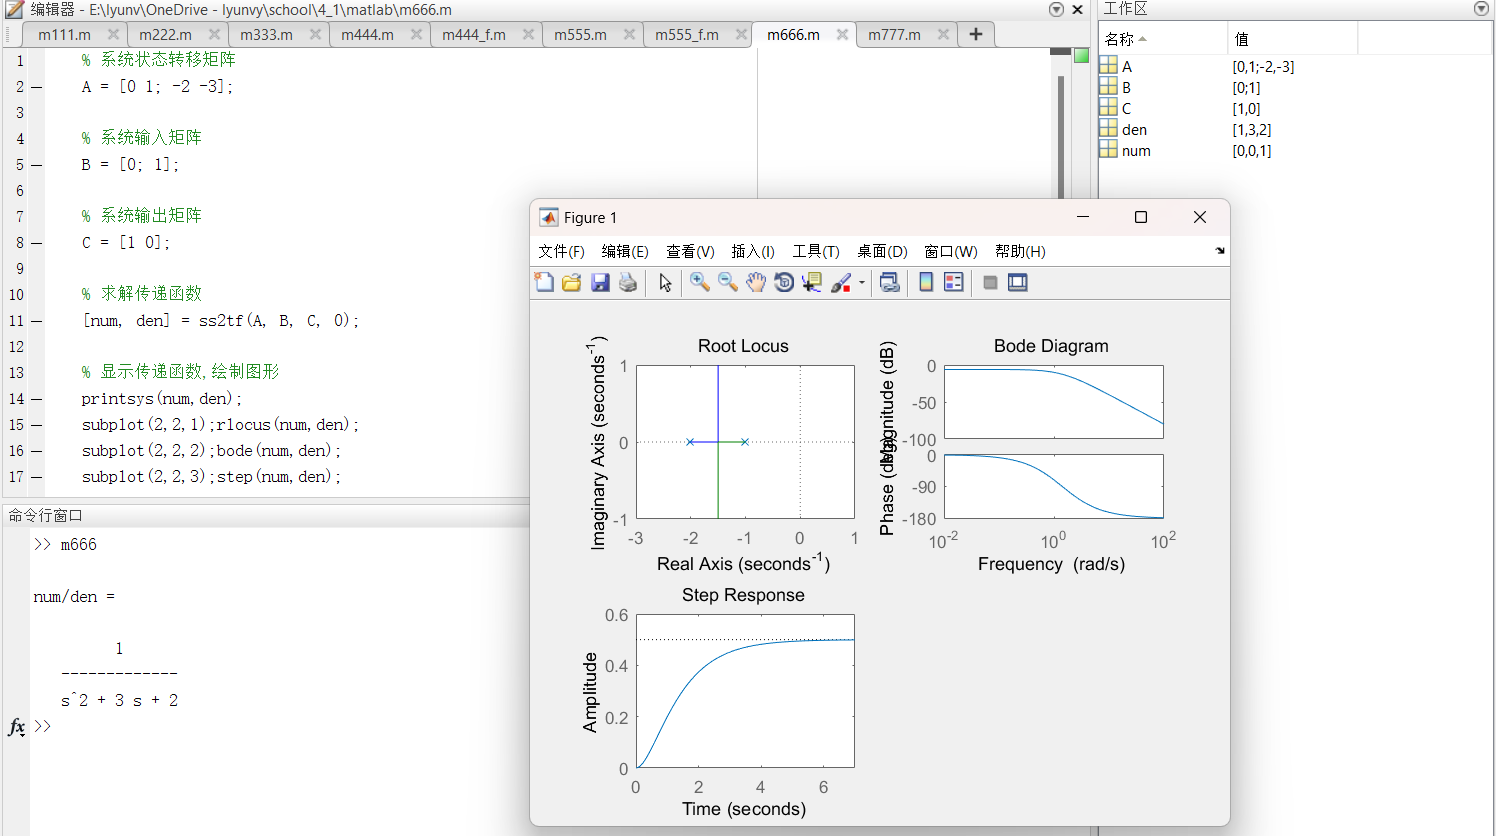 编辑器 - E:\lyunv\OneDrive - lyunvy\school\4_1\matlab\m666.m
m111.m m222.m m333.m m444.m m444_f.m m555.m m555_f.m m666.m m777.m
1 % 系统状态转移矩阵
2 A = [0 1; -2 -3];
3
4 % 系统输入矩阵
5 B = [0; 1];
6
7 % 系统输出矩阵
8 C = [1 0];
9
10 % 求解传递函数
11 [num, den] = ss2tf(A, B, C, 0);
12
13 % 显示传递函数,绘制图形
14 printsys(num,den);
15 subplot(2,2,1);rlocus(num,den);
16 subplot(2,2,2);bode(num,den);
17 subplot(2,2,3);step(num,den);
命令行窗口
>> m666
num/den =
1
-------------
s^2 + 3 s + 2
fx >>
工作区
名称 值
A [0,1;-2,-3]
B [0;1]
C [1,0]
den [1,3,2]
num [0,0,1]
Figure 1
文件(F) 编辑(E) 查看(V) 插入(I) 工具(T) 桌面(D) 窗口(W) 帮助(H)
Root Locus
Imaginary Axis (seconds-1)
1
0
-1
-3 -2 -1 0 1
Real Axis (seconds-1)
Bode Diagram
Magnitude (dB)
0
-50
-100
Phase (deg)
0
-90
-180
10-2 100 102
Frequency (rad/s)
Step Response
Amplitude
0.6
0.4
0.2
0
0 2 4 6
Time (seconds)